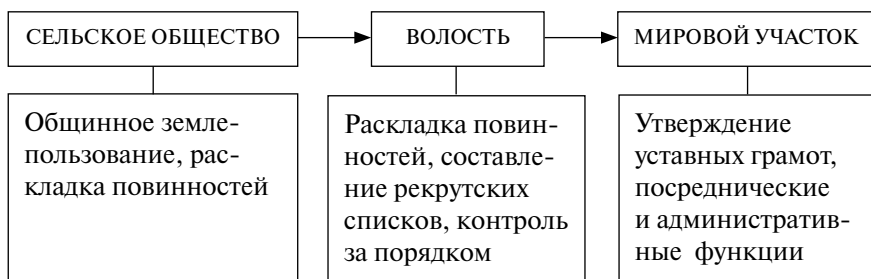 СЕЛЬСКОЕ ОБЩЕСТВО
ВОЛОСТЬ
МИРОВОЙ УЧАСТОК
Общинное земле-
пользование, рас-
кладка повинностей
Раскладка повин-
ностей, составле-
ние рекрутских
списков, контроль
за порядком
Утверждение
уставных грамот,
посреднические
и административ-
ные функции